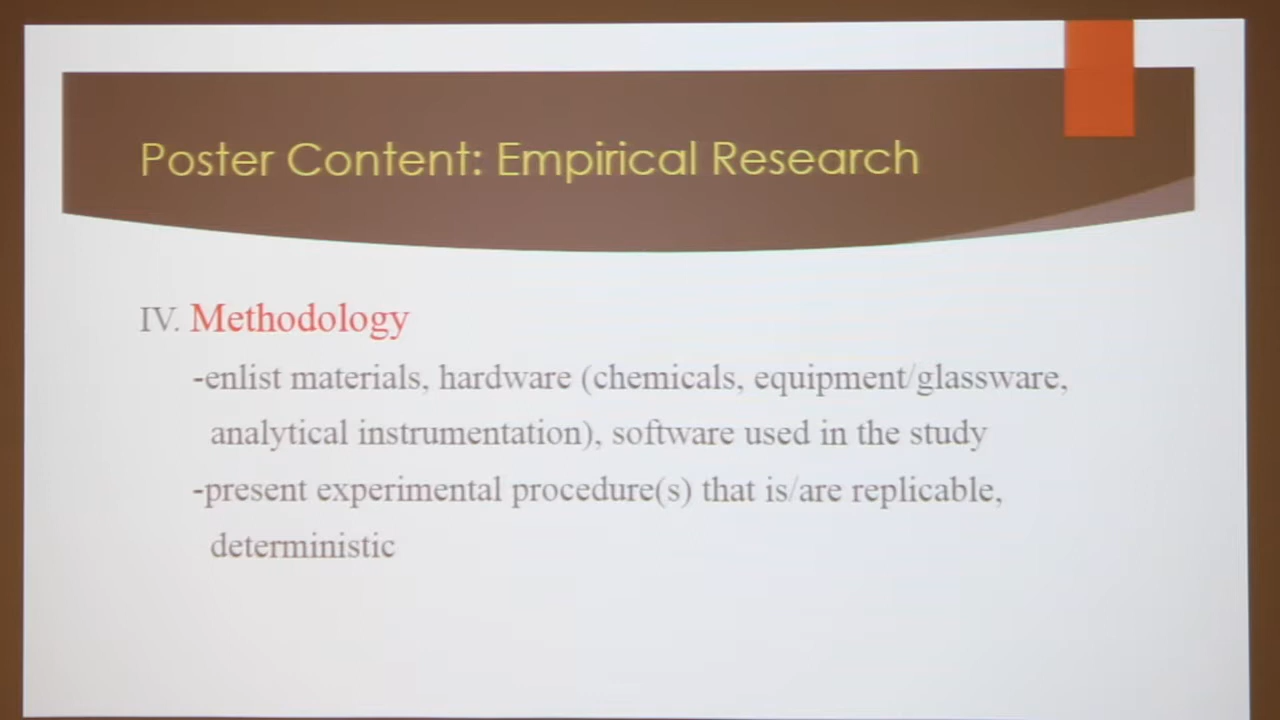 Poster Content: Empirical Research
IV. Methodology
-enlist materials, hardware (chemicals, equipment/glassware,
analytical instrumentation), software used in the study
-present experimental procedure(s) that is/are replicable,
deterministic